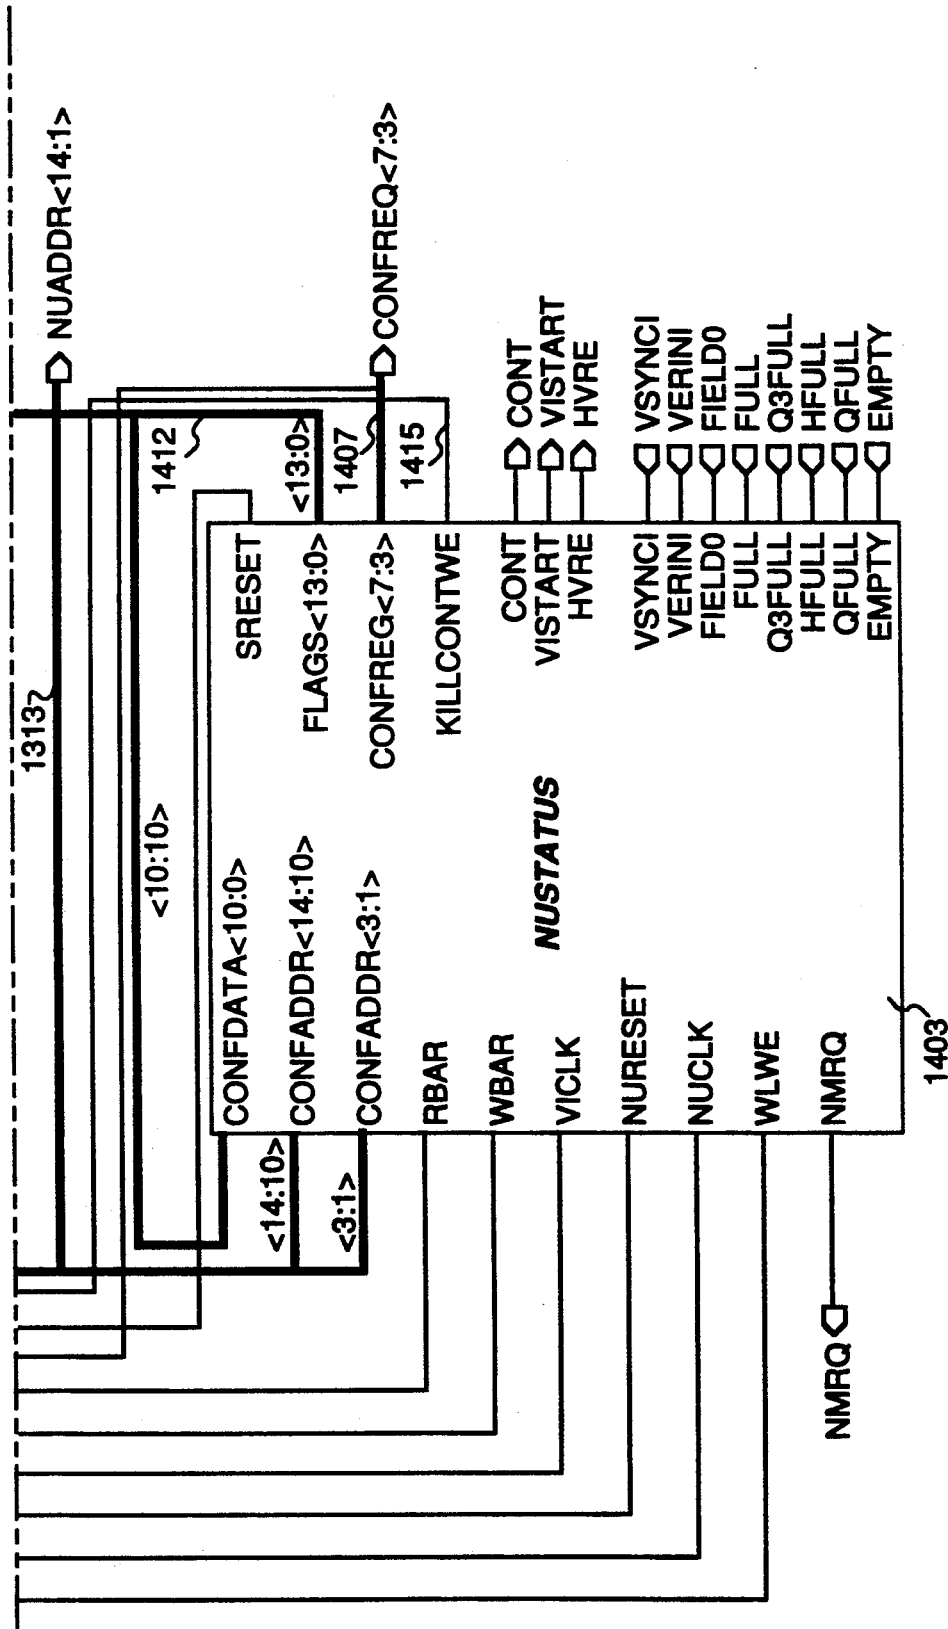 NUADDR<14:1>
1313
<10:10>
1412
<13:0>
1407
CONFREQ<7:3>
1415
CONFDATA<10:0>
SRESET
<14:10>
CONFADDR<14:10>
FLAGS<13:0>
<3:1>
CONFADDR<3:1>
CONFREG<7:3>
RBAR
KILLCONTWE
WBAR
CONT
CONT
VICLK
VISTART
VISTART
HVRE
HVRE
NUSTATUS
NURESET
VSYNCI
VSYNCI
VERINI
VERINI
NUCLK
FIELD0
FIELD0
FULL
FULL
WLWE
Q3FULL
Q3FULL
HFULL
HFULL
NMRQ
NMRQ
QFULL
QFULL
EMPTY
EMPTY
1403